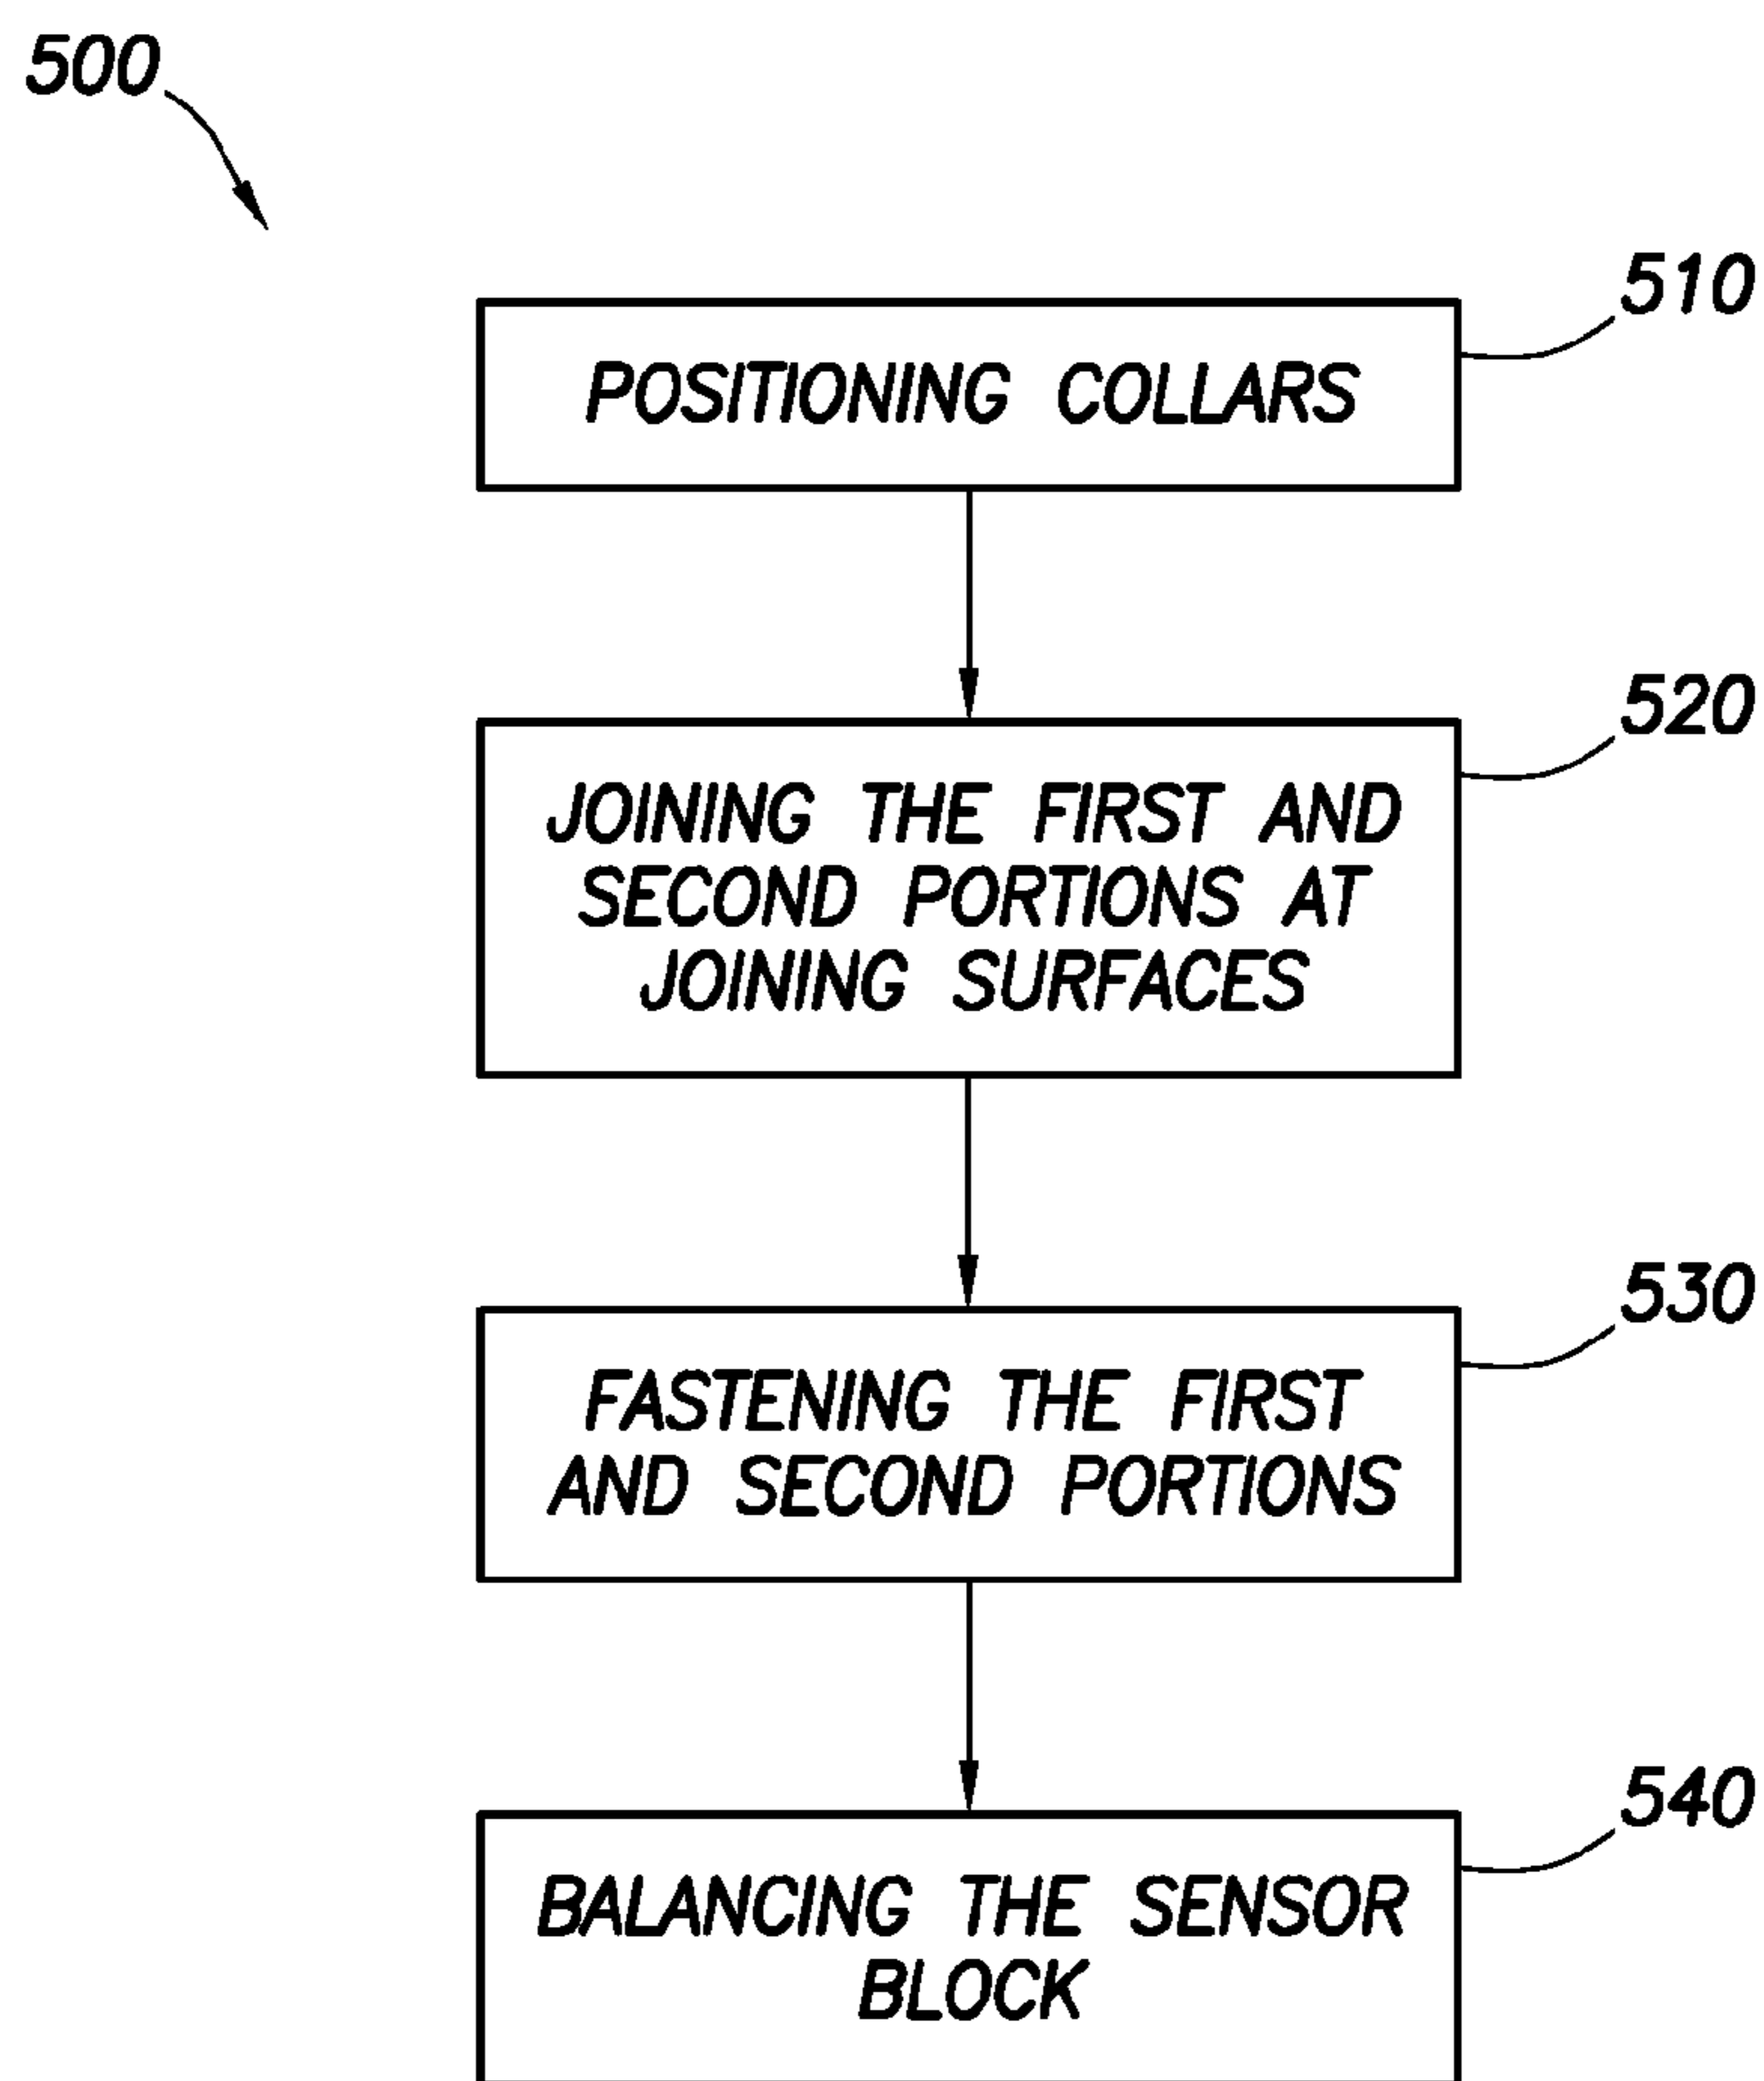 500
510
POSITIONING COLLARS
520
JOINING THE FIRST AND
SECOND PORTIONS AT
JOINING SURFACES
530
FASTENING THE FIRST
AND SECOND PORTIONS
540
BALANCING THE SENSOR
BLOCK